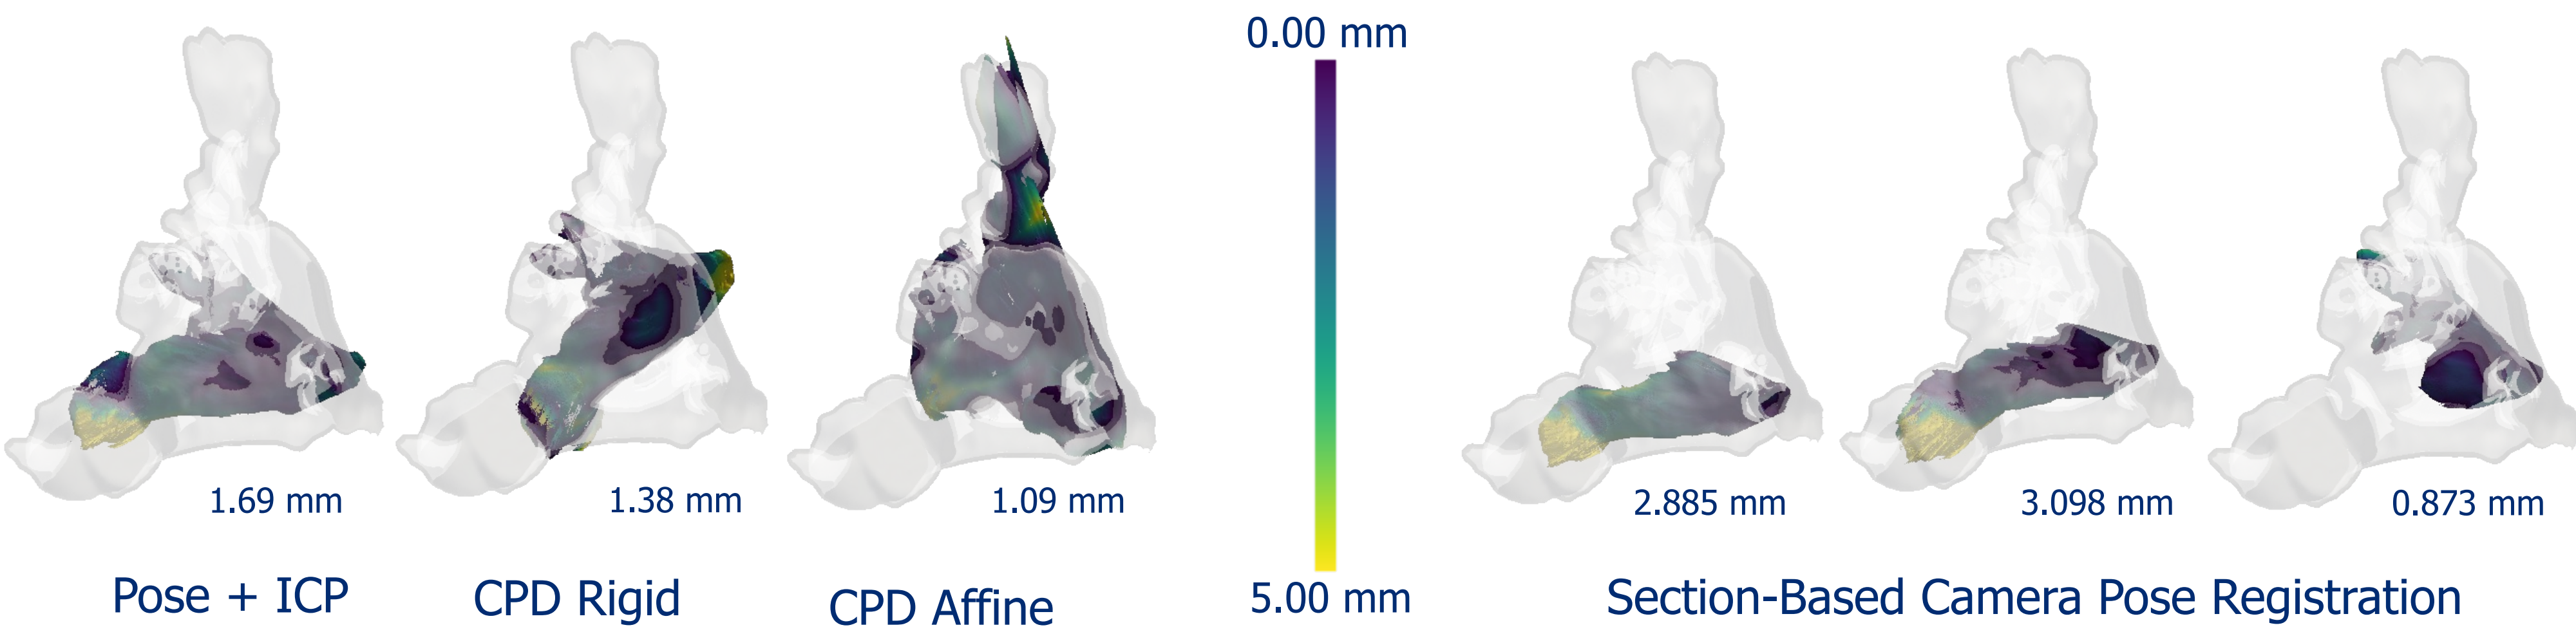 0.00 mm
1.69 mm
1.38 mm
1.09 mm
2.885 mm
3.098 mm
0.873 mm
5.00 mm
Pose + ICP
CPD Rigid
CPD Affine
Section-Based Camera Pose Registration